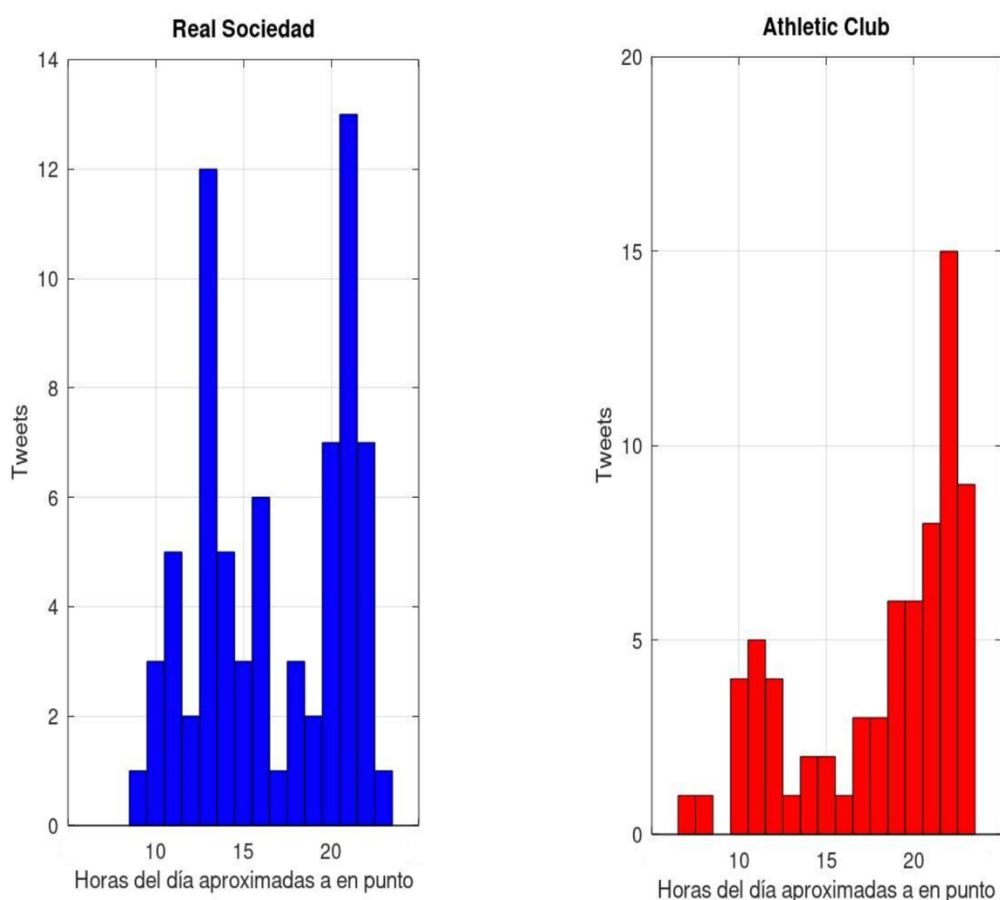 Real Sociedad
14
12
10
8
6
4
2
0
Tweets
10 15 20
Horas del día aproximadas a en punto
Athletic Club
20
15
10
5
0
Tweets
10 15 20
Horas del día aproximadas a en punto